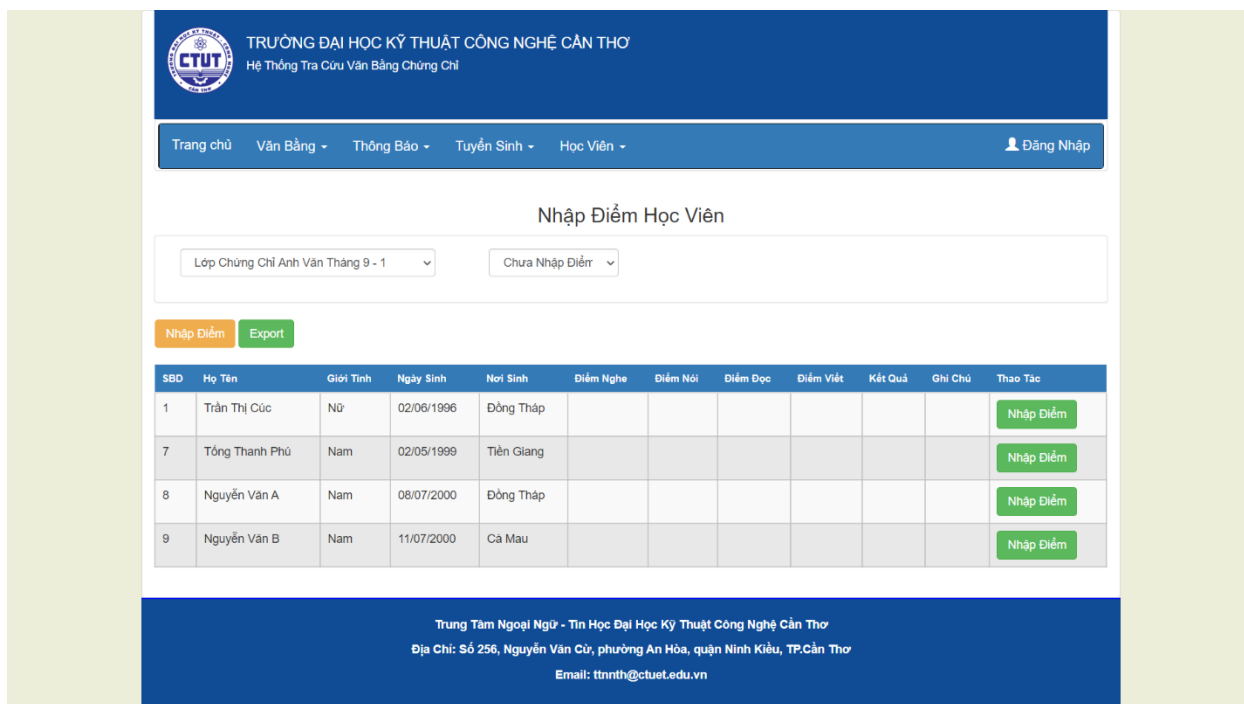 TRƯỜNG ĐẠI HỌC KỸ THUẬT CÔNG NGHỆ CẦN THƠ
CTUT
Hệ Thống Tra Cứu Văn Bằng Chứng Chỉ
Trang chủ Văn Bằng Thông Báo Tuyển Sinh Học Viên Đăng Nhập
Nhập Điểm Học Viên
Lớp Chứng Chỉ Anh Văn Tháng 9 - 1 Chưa Nhập Điểm
Nhập Điểm Export
SBD Họ Tên Giới Tính Ngày Sinh Nơi Sinh Điểm Nghe Điểm Nói Điểm Đọc Điểm Viết Kết Quả Ghi Chú Thao Tác
1 Trần Thị Cúc Nữ 02/06/1996 Đồng Tháp Nhập Điểm
7 Tống Thanh Phú Nam 02/05/1999 Tiền Giang Nhập Điểm
8 Nguyễn Văn A Nam 08/07/2000 Đồng Tháp Nhập Điểm
9 Nguyễn Văn B Nam 11/07/2000 Cà Mau Nhập Điểm
Trung Tâm Ngoại Ngữ - Tin Học Đại Học Kỹ Thuật Công Nghệ Cần Thơ
Địa Chỉ: Số 256, Nguyễn Văn Cừ, phường An Hòa, quận Ninh Kiều, TP.Cần Thơ
Email: ttnnth@ctuet.edu.vn